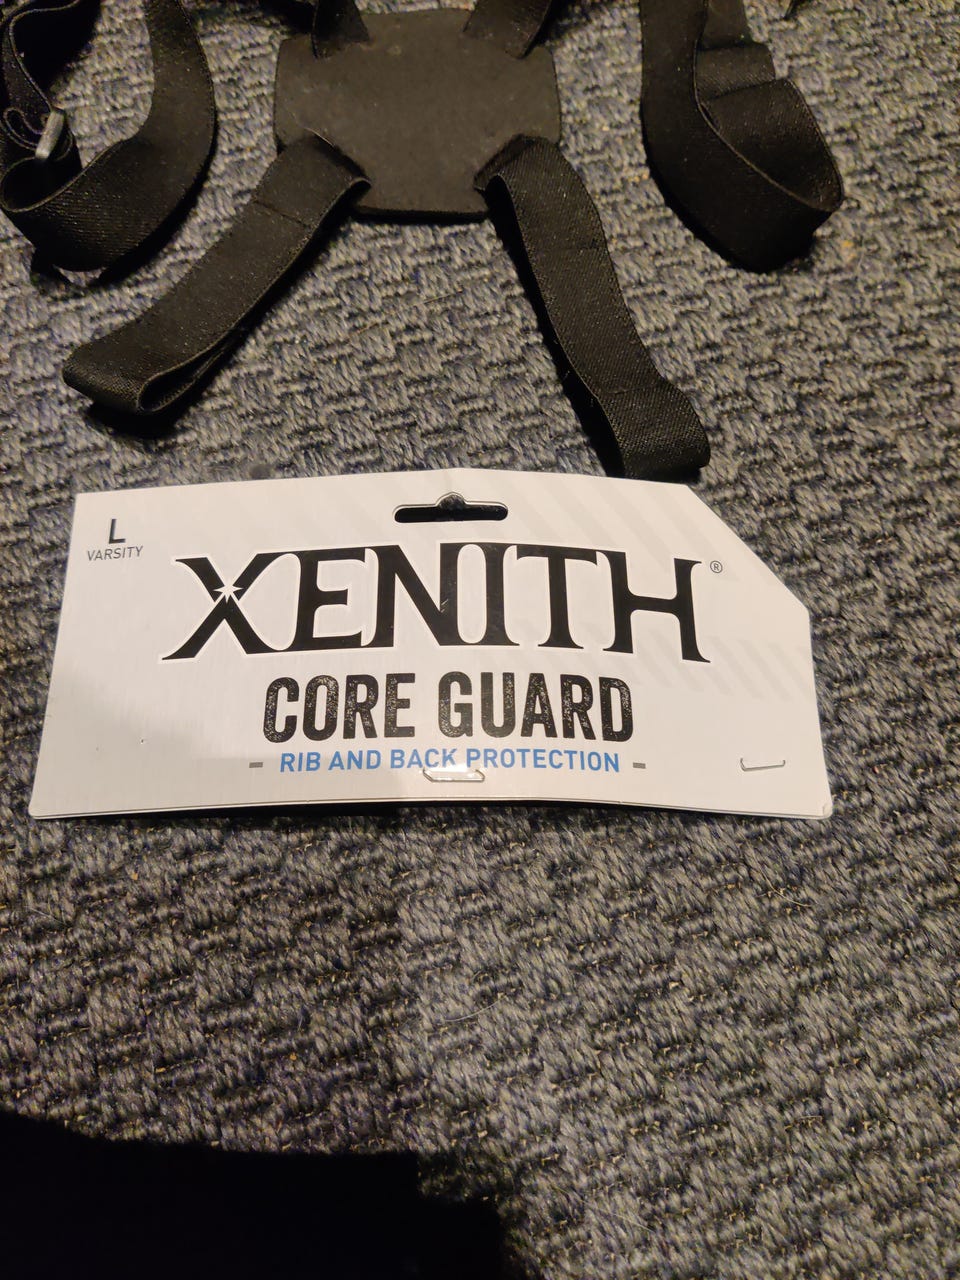 L
VARSITY
XENITH®
CORE GUARD
- RIB AND BACK PROTECTION -